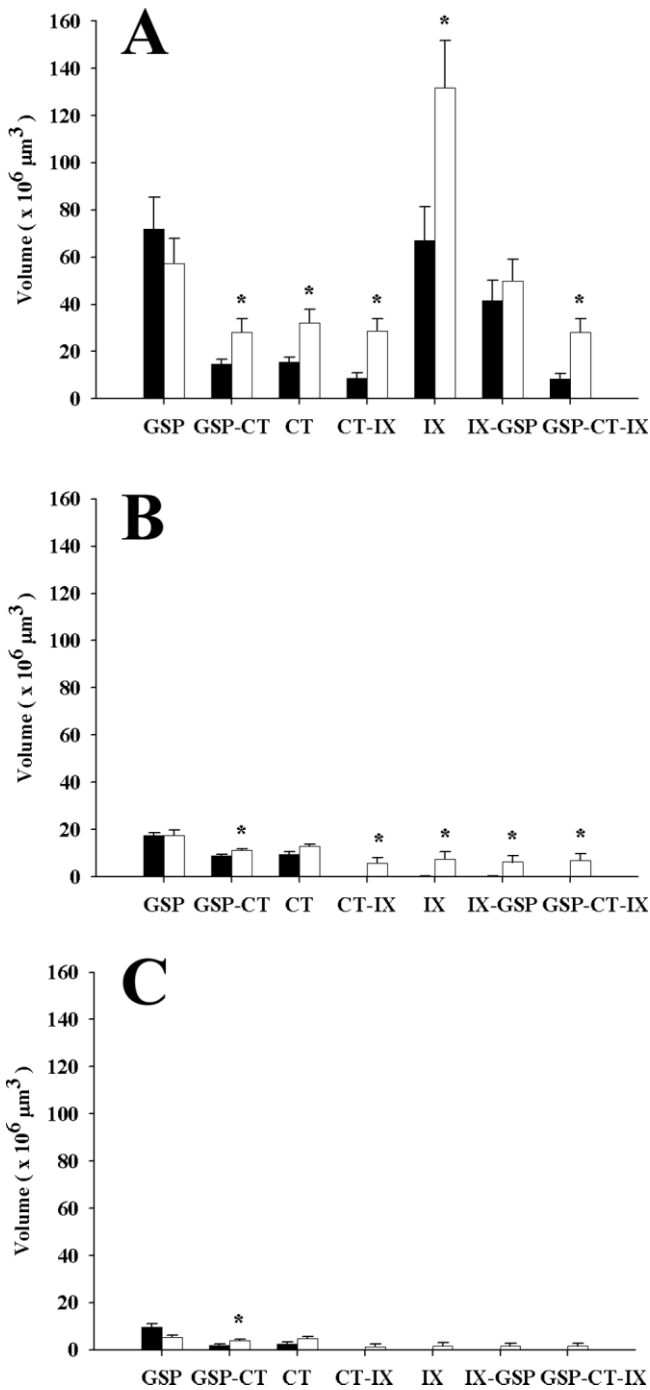 A
Volume ( x 10⁶ µm³)
160
140
120
100
80
60
40
20
0
* * * * *
GSP GSP-CT CT CT-IX IX IX-GSP GSP-CT-IX
B
Volume ( x 10⁶ µm³)
160
140
120
100
80
60
40
20
0
* * * * *
GSP GSP-CT CT CT-IX IX IX-GSP GSP-CT-IX
C
Volume ( x 10⁶ µm³)
160
140
120
100
80
60
40
20
0
*
GSP GSP-CT CT CT-IX IX IX-GSP GSP-CT-IX